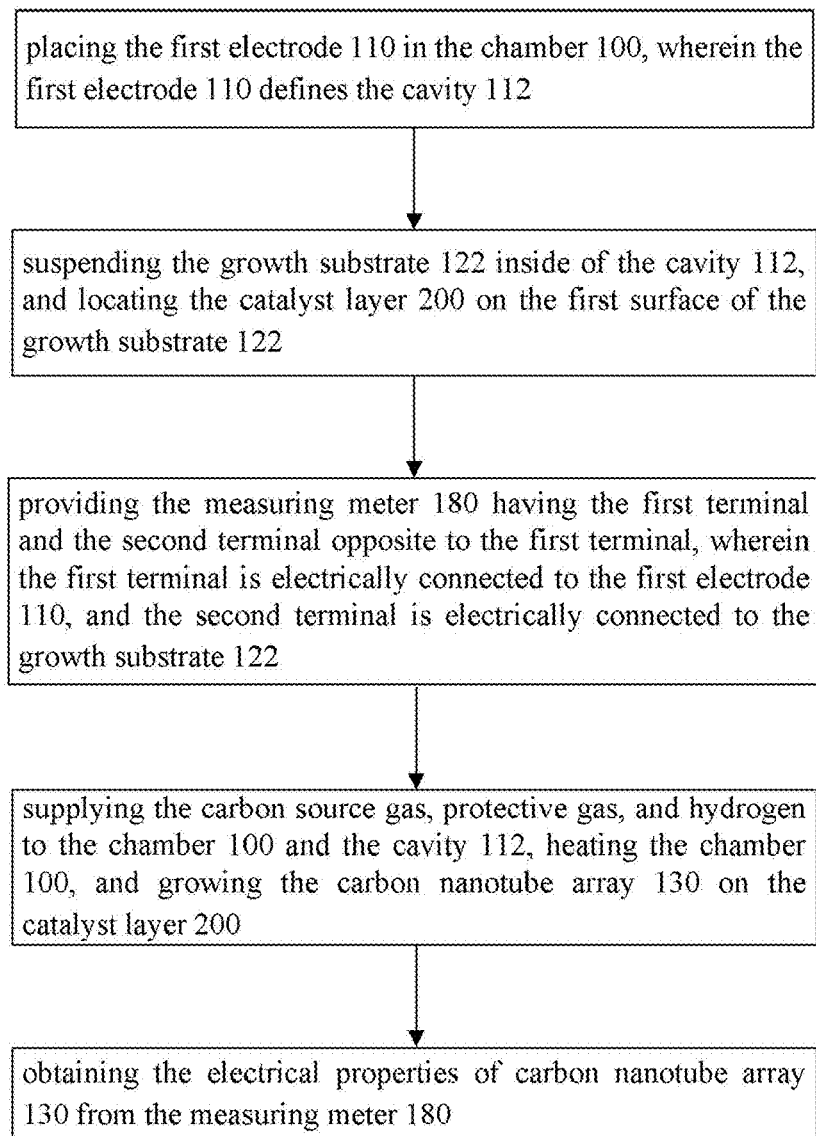 placing the first electrode 110 in the chamber 100, wherein the
first electrode 110 defines the cavity 112
suspending the growth substrate 122 inside of the cavity 112,
and locating the catalyst layer 200 on the first surface of the
growth substrate 122
providing the measuring meter 180 having the first terminal
and the second terminal opposite to the first terminal, wherein
the first terminal is electrically connected to the first electrode
110, and the second terminal is electrically connected to the
growth substrate 122
supplying the carbon source gas, protective gas, and hydrogen
to the chamber 100 and the cavity 112, heating the chamber
100, and growing the carbon nanotube array 130 on the
catalyst layer 200
obtaining the electrical properties of carbon nanotube array
130 from the measuring meter 180